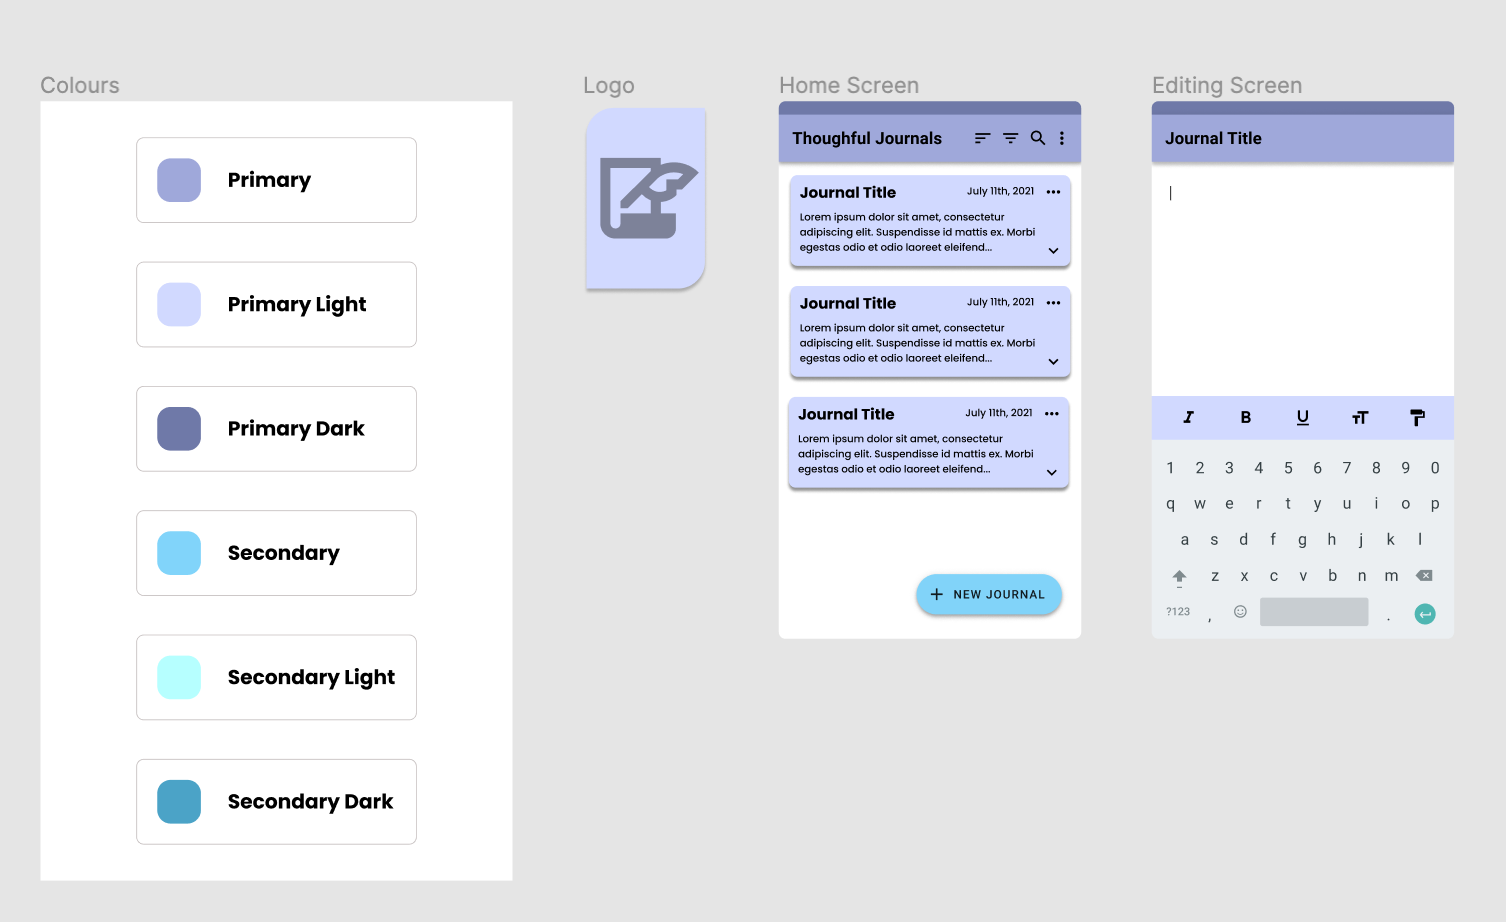 Colours
Primary
Primary Light
Primary Dark
Secondary
Secondary Light
Secondary Dark
Logo
Home Screen
Thoughful Journals
Journal Title
July 11th, 2021
Lorem ipsum dolor sit amet, consectetur
adipiscing elit. Suspendisse id mattis ex. Morbi
egestas odio et odio laoreet eleifend...
Journal Title
July 11th, 2021
Lorem ipsum dolor sit amet, consectetur
adipiscing elit. Suspendisse id mattis ex. Morbi
egestas odio et odio laoreet eleifend...
Journal Title
July 11th, 2021
Lorem ipsum dolor sit amet, consectetur
adipiscing elit. Suspendisse id mattis ex. Morbi
egestas odio et odio laoreet eleifend...
+ NEW JOURNAL
Editing Screen
Journal Title
I B U TT
1 2 3 4 5 6 7 8 9 0
q w e r t y u i o p
a s d f g h j k l
z x c v b n m
?123 , .